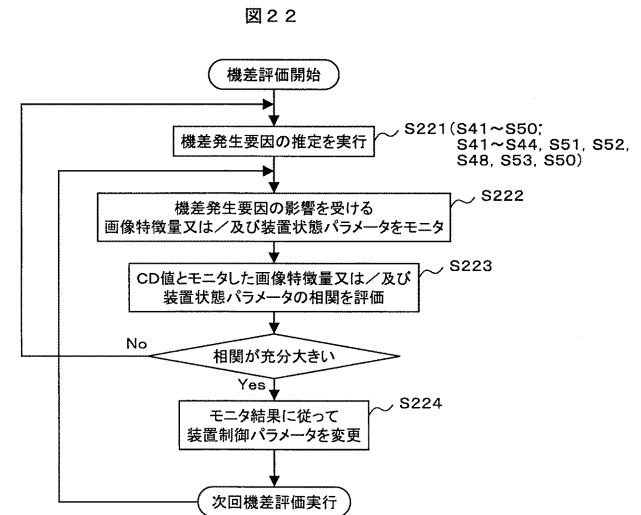 図22
機差評価開始
機差発生要因の推定を実行
S221(S41～S50;
S41～S44, S51, S52,
S48, S53, S50)
機差発生要因の影響を受ける
画像特徴量又は／及び装置状態パラメータをモニタ
S222
CD値とモニタした画像特徴量又は／及び
装置状態パラメータの相関を評価
S223
相関が充分大きい
No
Yes
モニタ結果に従って
装置制御パラメータを変更
S224
次回機差評価実行